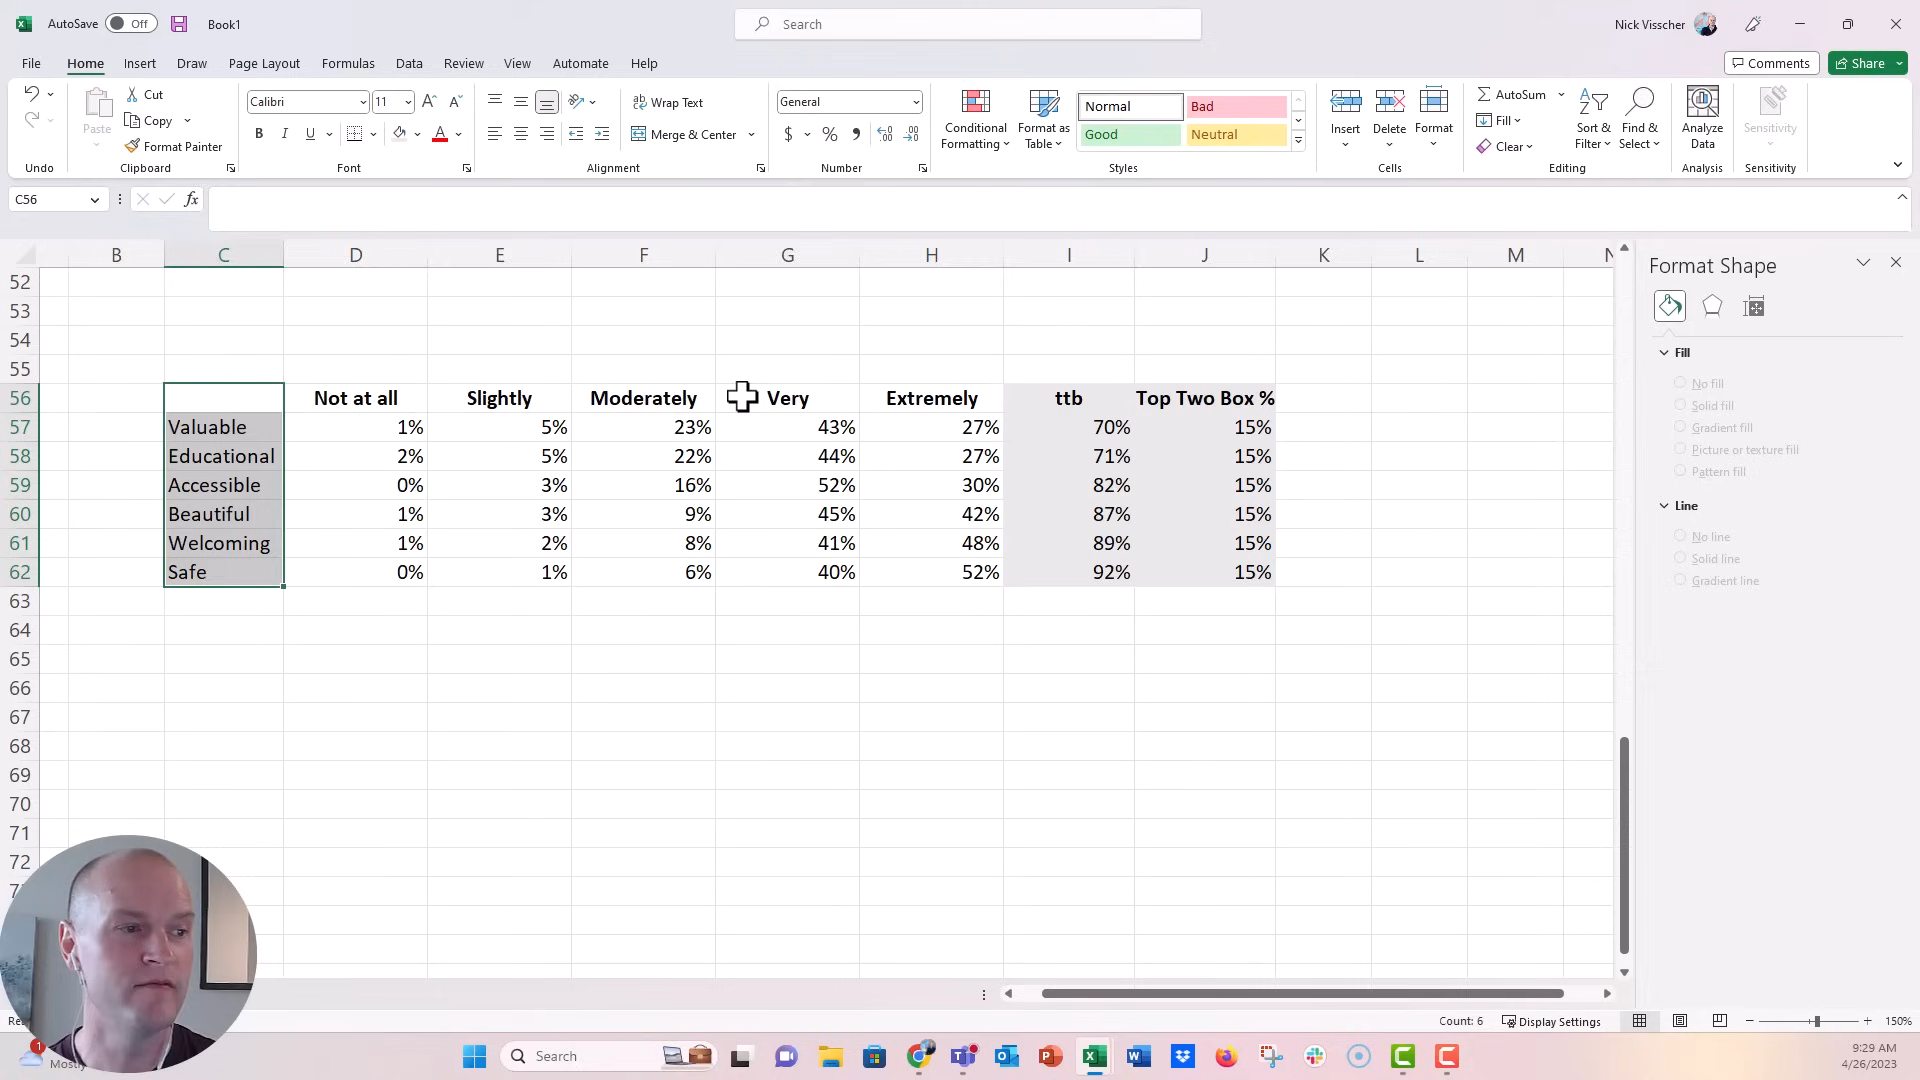 AutoSave Off Book1 Search Nick Visscher
File Home Insert Draw Page Layout Formulas Data Review View Automate Help Comments Share
Cut Calibri 11 Wrap Text General Normal Bad AutoSum
Paste Copy Format Painter Merge & Center $ % Conditional Formatting Format as Table Good Neutral Insert Delete Format Fill Clear Sort & Filter Find & Select Analyze Data Sensitivity
B I U A
Undo Clipboard Font Alignment Number Styles Cells Editing Analysis Sensitivity
C56 fx
B C D E F G H I J K L M N
52
53
54
55
56 Not at all Slightly Moderately Very Extremely ttb Top Two Box %
57 Valuable 1% 5% 23% 43% 27% 70% 15%
58 Educational 2% 5% 22% 44% 27% 71% 15%
59 Accessible 0% 3% 16% 52% 30% 82% 15%
60 Beautiful 1% 3% 9% 45% 42% 87% 15%
61 Welcoming 1% 2% 8% 41% 48% 89% 15%
62 Safe 0% 1% 6% 40% 52% 92% 15%
63
64
65
66
67
68
69
70
71
72
Format Shape
Fill
No fill
Solid fill
Gradient fill
Picture or texture fill
Pattern fill
Line
No line
Solid line
Gradient line
Count: 6 Display Settings 150%
1 Search 9:29 AM
4/26/2023